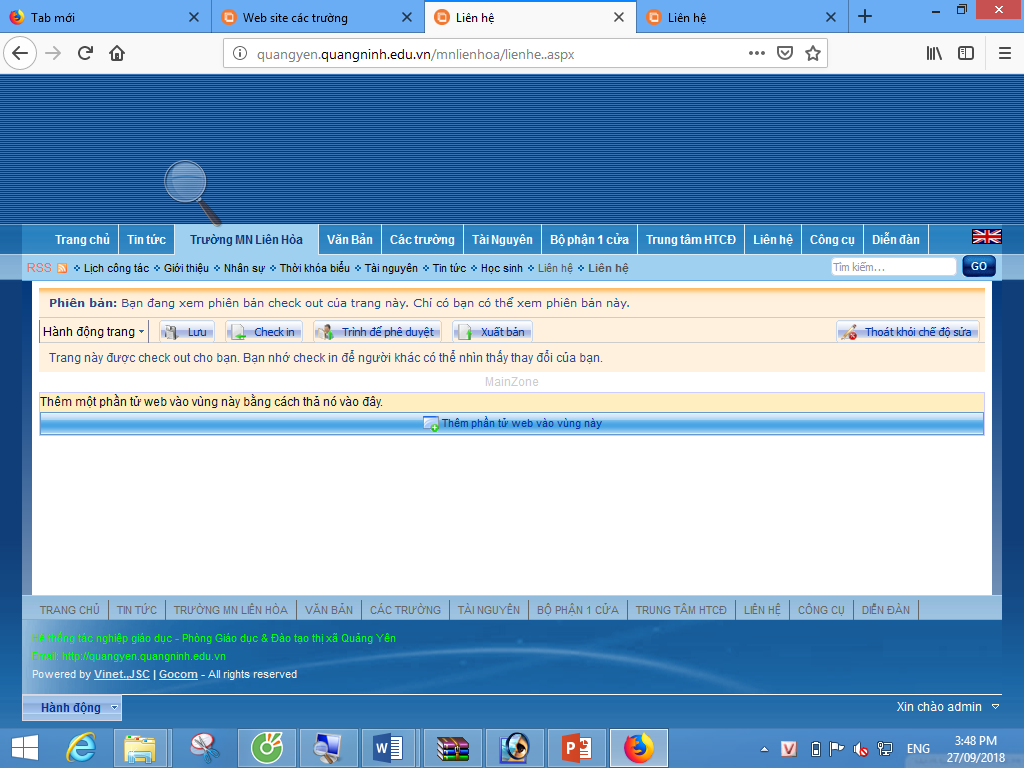 Tab mới
Web site các trường
Liên hệ
Liên hệ
quangyen.quangninh.edu.vn/mnlienhoa/lienhe..aspx
Trang chủ Tin tức Trường MN Liên Hòa Văn Bản Các trường Tài Nguyên Bộ phận 1 cửa Trung tâm HTCĐ Liên hệ Công cụ Diễn đàn
RSS Lịch công tác Giới thiệu Nhân sự Thời khóa biểu Tài nguyên Tin tức Học sinh Liên hệ Liên hệ
Tìm kiếm... GO
Phiên bản: Bạn đang xem phiên bản check out của trang này. Chỉ có bạn có thể xem phiên bản này.
Hành động trang Lưu Check in Trình để phê duyệt Xuất bản Thoát khỏi chế độ sửa
Trang này được check out cho bạn. Bạn nhớ check in để người khác có thể nhìn thấy thay đổi của bạn.
MainZone
Thêm một phần tử web vào vùng này bằng cách thả nó vào đây.
Thêm phần tử web vào vùng này
TRANG CHỦ TIN TỨC TRƯỜNG MN LIÊN HÒA VĂN BẢN CÁC TRƯỜNG TÀI NGUYÊN BỘ PHẬN 1 CỬA TRUNG TÂM HTCĐ LIÊN HỆ CÔNG CỤ DIỄN ĐÀN
Hệ thống tác nghiệp giáo dục - Phòng Giáo dục & Đào tạo thị xã Quảng Yên
Email: http://quangyen.quangninh.edu.vn
Powered by Vinet.,JSC | Gocom - All rights reserved
Hành động
Xin chào admin
ENG
3:48 PM
27/09/2018